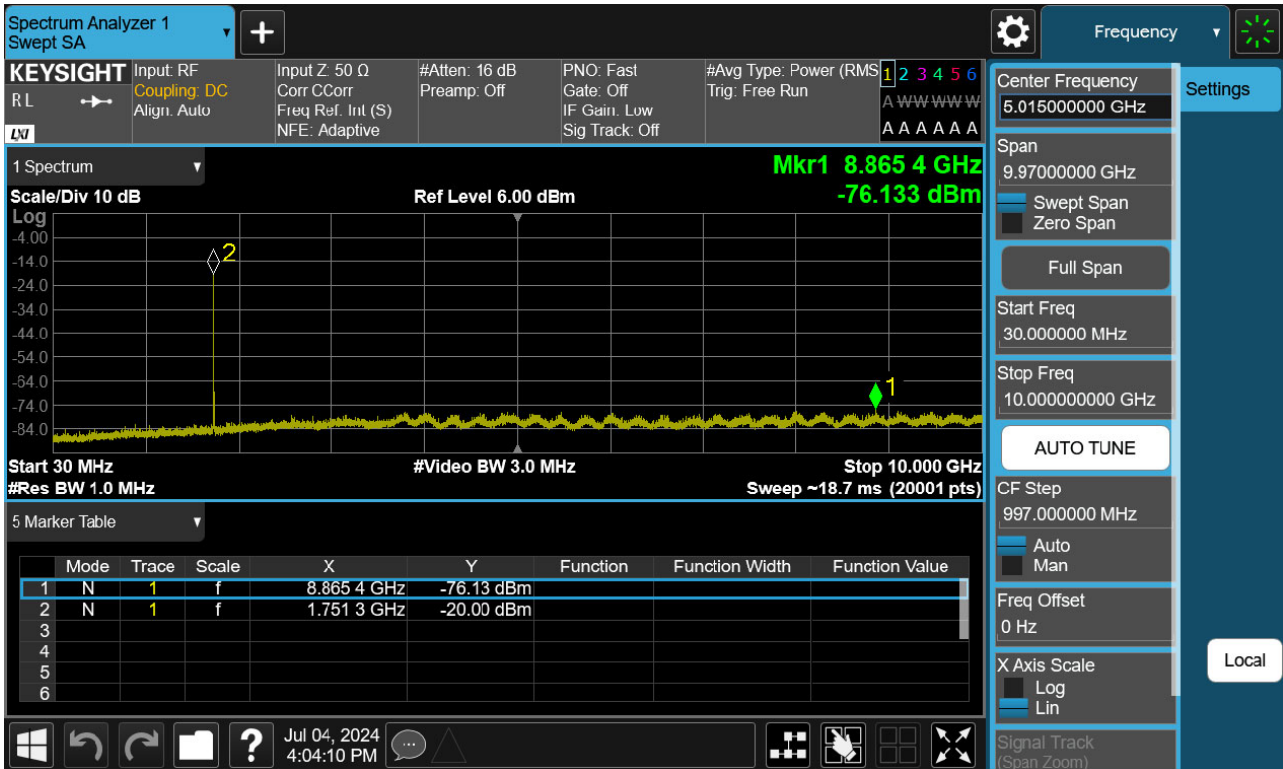 Spectrum Analyzer 1
Swept SA
Frequency
KEYSIGHT
R L
LXI
Input: RF
Coupling: DC
Align: Auto
Input Z: 50 Ω
Corr CCorr
Freq Ref: Int (S)
NFE: Adaptive
#Atten: 16 dB
Preamp: Off
PNO: Fast
Gate: Off
IF Gain: Low
Sig Track: Off
#Avg Type: Power (RMS
Trig: Free Run
1 2 3 4 5 6
A W W W W W
A A A A A A
1 Spectrum
Scale/Div 10 dB
Ref Level 6.00 dBm
Mkr1 8.865 4 GHz
-76.133 dBm
Log
-4.00
-14.0
-24.0
-34.0
-44.0
-54.0
-64.0
-74.0
-84.0
2
1
Start 30 MHz
#Video BW 3.0 MHz
Stop 10.000 GHz
#Res BW 1.0 MHz
Sweep ~18.7 ms (20001 pts)
5 Marker Table
Mode Trace Scale X Y Function Function Width Function Value
1 N 1 f 8.865 4 GHz -76.13 dBm
2 N 1 f 1.751 3 GHz -20.00 dBm
3
4
5
6
?
Jul 04, 2024
4:04:10 PM
Center Frequency
5.015000000 GHz
Span
9.97000000 GHz
Swept Span
Zero Span
Full Span
Start Freq
30.000000 MHz
Stop Freq
10.000000000 GHz
AUTO TUNE
CF Step
997.000000 MHz
Auto
Man
Freq Offset
0 Hz
X Axis Scale
Log
Lin
Signal Track
(Span Zoom)
Settings
Local